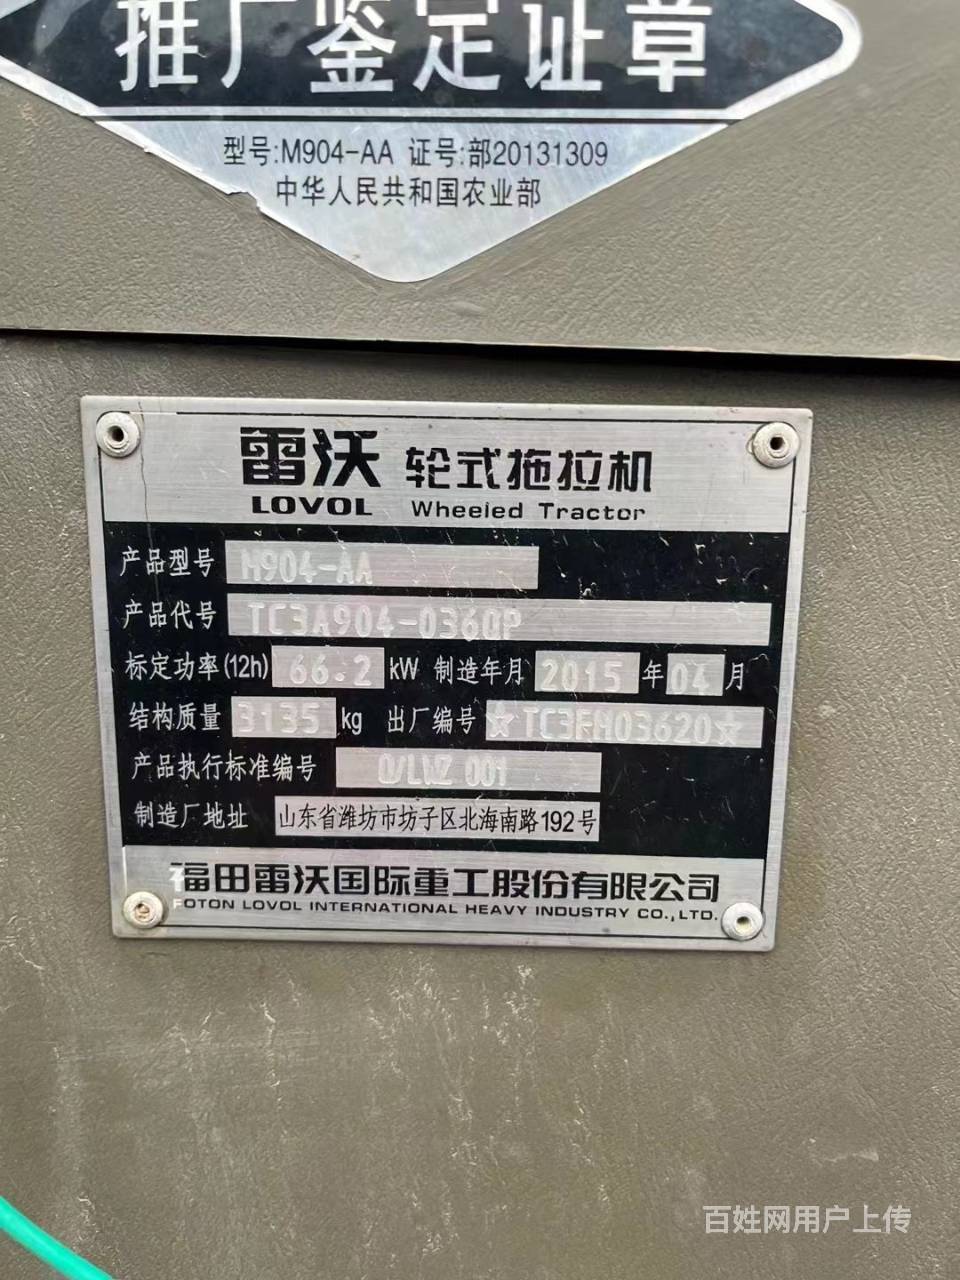 推广鉴定证章
型号:M904-AA 证号:部20131309
中华人民共和国农业部
雷沃 轮式拖拉机
LOVOL Wheeled Tractor
产品型号 M904-AA
产品代号 TC3A904-0360P
标定功率(12h) 66.2 kW 制造年月 2015 年 04 月
结构质量 3135 kg 出厂编号 ☆TC3FM03620☆
产品执行标准编号 Q/LWZ 001
制造厂地址 山东省潍坊市坊子区北海南路192号
福田雷沃国际重工股份有限公司
FOTON LOVOL INTERNATIONAL HEAVY INDUSTRY CO.,LTD.
百姓网用户上传